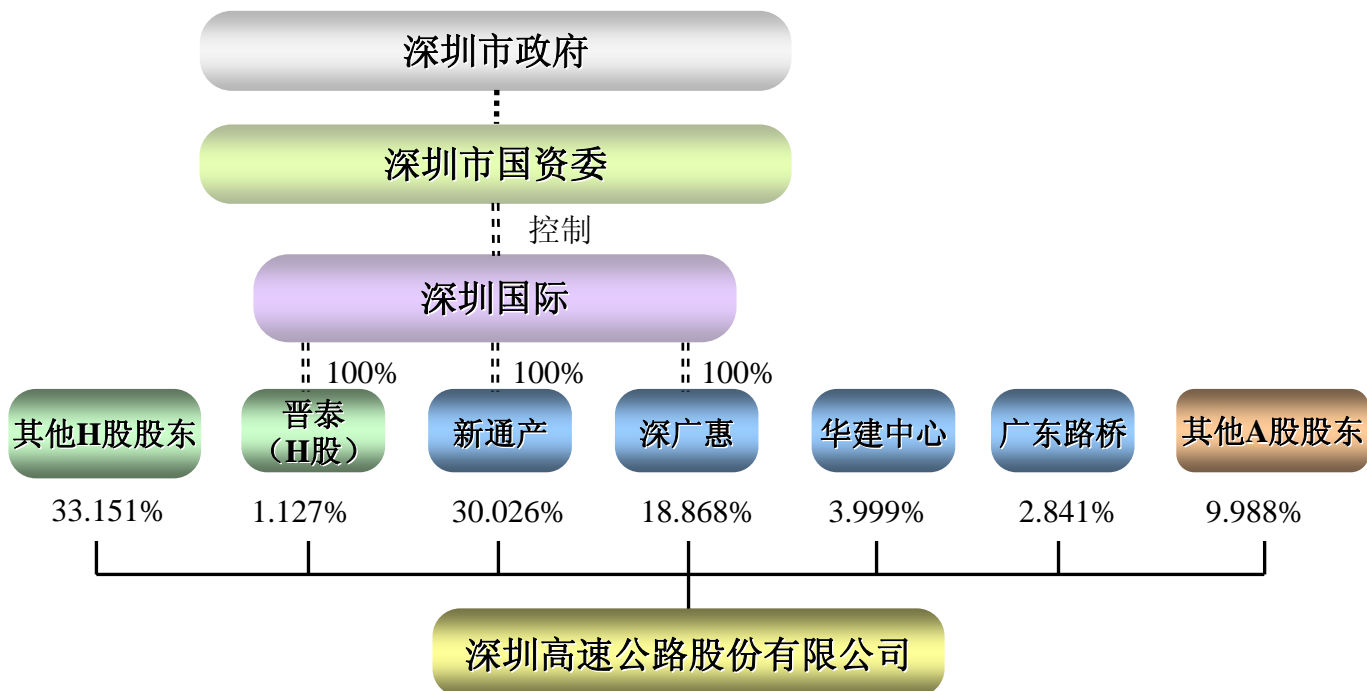 深圳市政府
深圳市国资委
控制
深圳国际
100%
100%
100%
其他H股股东
晋泰
（H股）
新通产
深广惠
华建中心
广东路桥
其他A股股东
33.151%
1.127%
30.026%
18.868%
3.999%
2.841%
9.988%
深圳高速公路股份有限公司